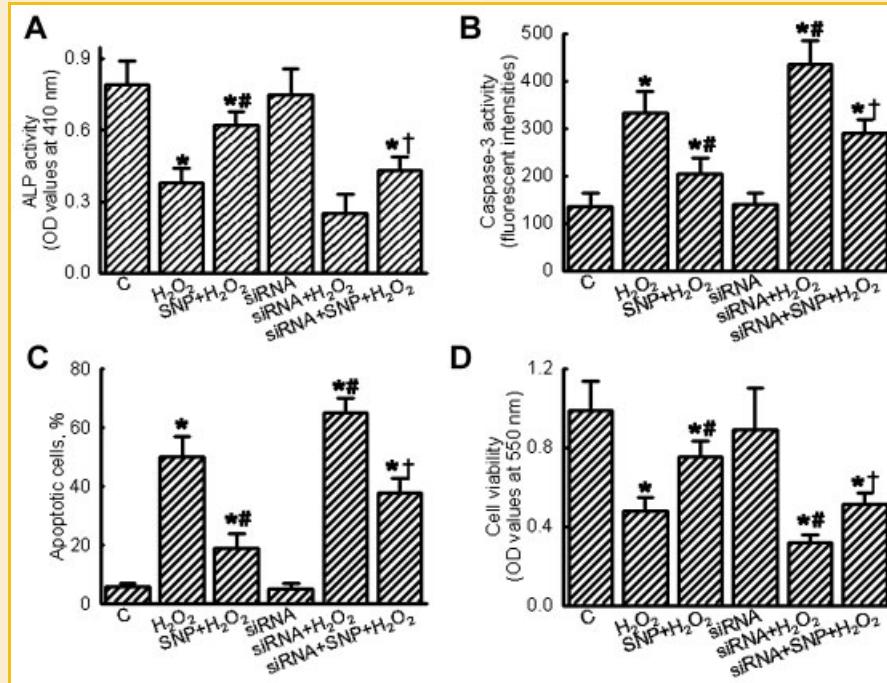 A
ALP activity
(OD values at 410 nm)
0.9
0.6
0.3
0.0
*
*#
*†
C
H₂O₂
SNP+H₂O₂
siRNA
siRNA+H₂O₂
siRNA+SNP+H₂O₂
B
Caspase-3 activity
(fluorescent intensities)
500
400
300
200
100
0
*
*#
*#
*†
C
H₂O₂
SNP+H₂O₂
siRNA
siRNA+H₂O₂
siRNA+SNP+H₂O₂
C
Apoptotic cells, %
80
60
40
20
0
*
*#
*#
*†
C
H₂O₂
SNP+H₂O₂
siRNA
siRNA+H₂O₂
siRNA+SNP+H₂O₂
D
Cell viability
(OD values at 550 nm)
1.2
0.8
0.4
0.0
*
*#
*#
*†
C
H₂O₂
SNP+H₂O₂
siRNA
siRNA+H₂O₂
siRNA+SNP+H₂O₂